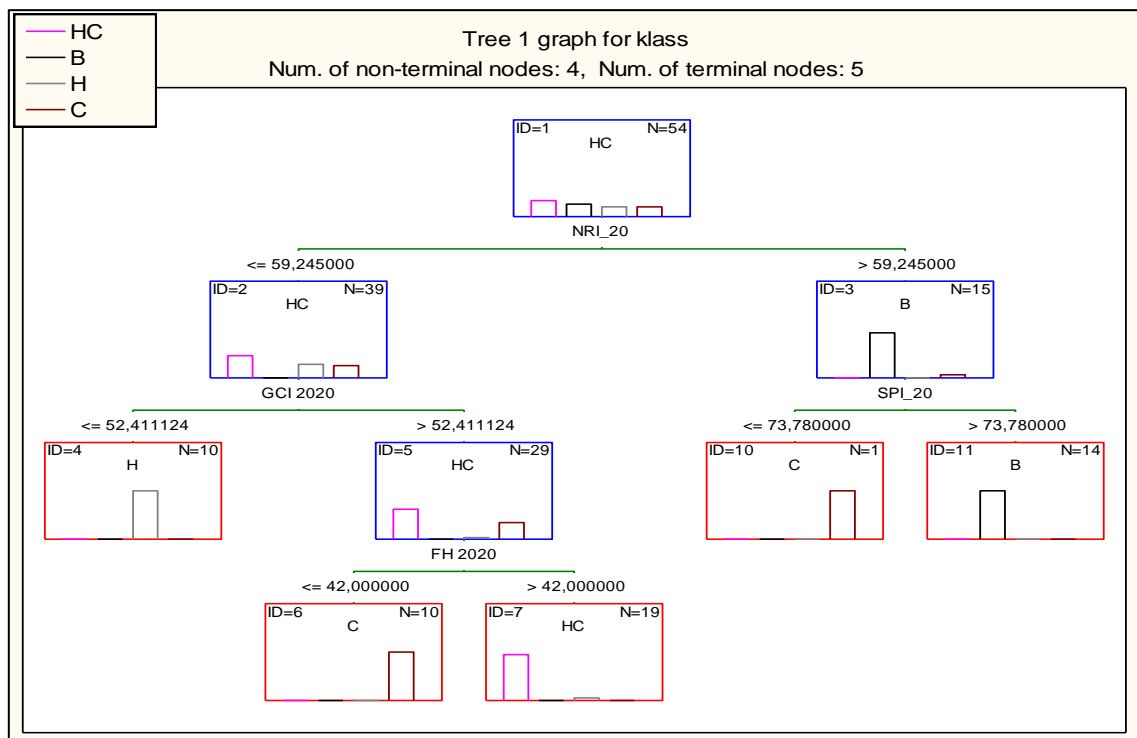 HC
B
H
C
Tree 1 graph for klass
Num. of non-terminal nodes: 4,  Num. of terminal nodes: 5
ID=1 N=54
HC
NRI_20
<= 59,245000 > 59,245000
ID=2 N=39
HC
ID=3 N=15
B
GCI 2020
SPI_20
<= 52,411124 > 52,411124
<= 73,780000 > 73,780000
ID=4 N=10
H
ID=5 N=29
HC
ID=10 N=1
C
ID=11 N=14
B
FH 2020
<= 42,000000 > 42,000000
ID=6 N=10
C
ID=7 N=19
HC